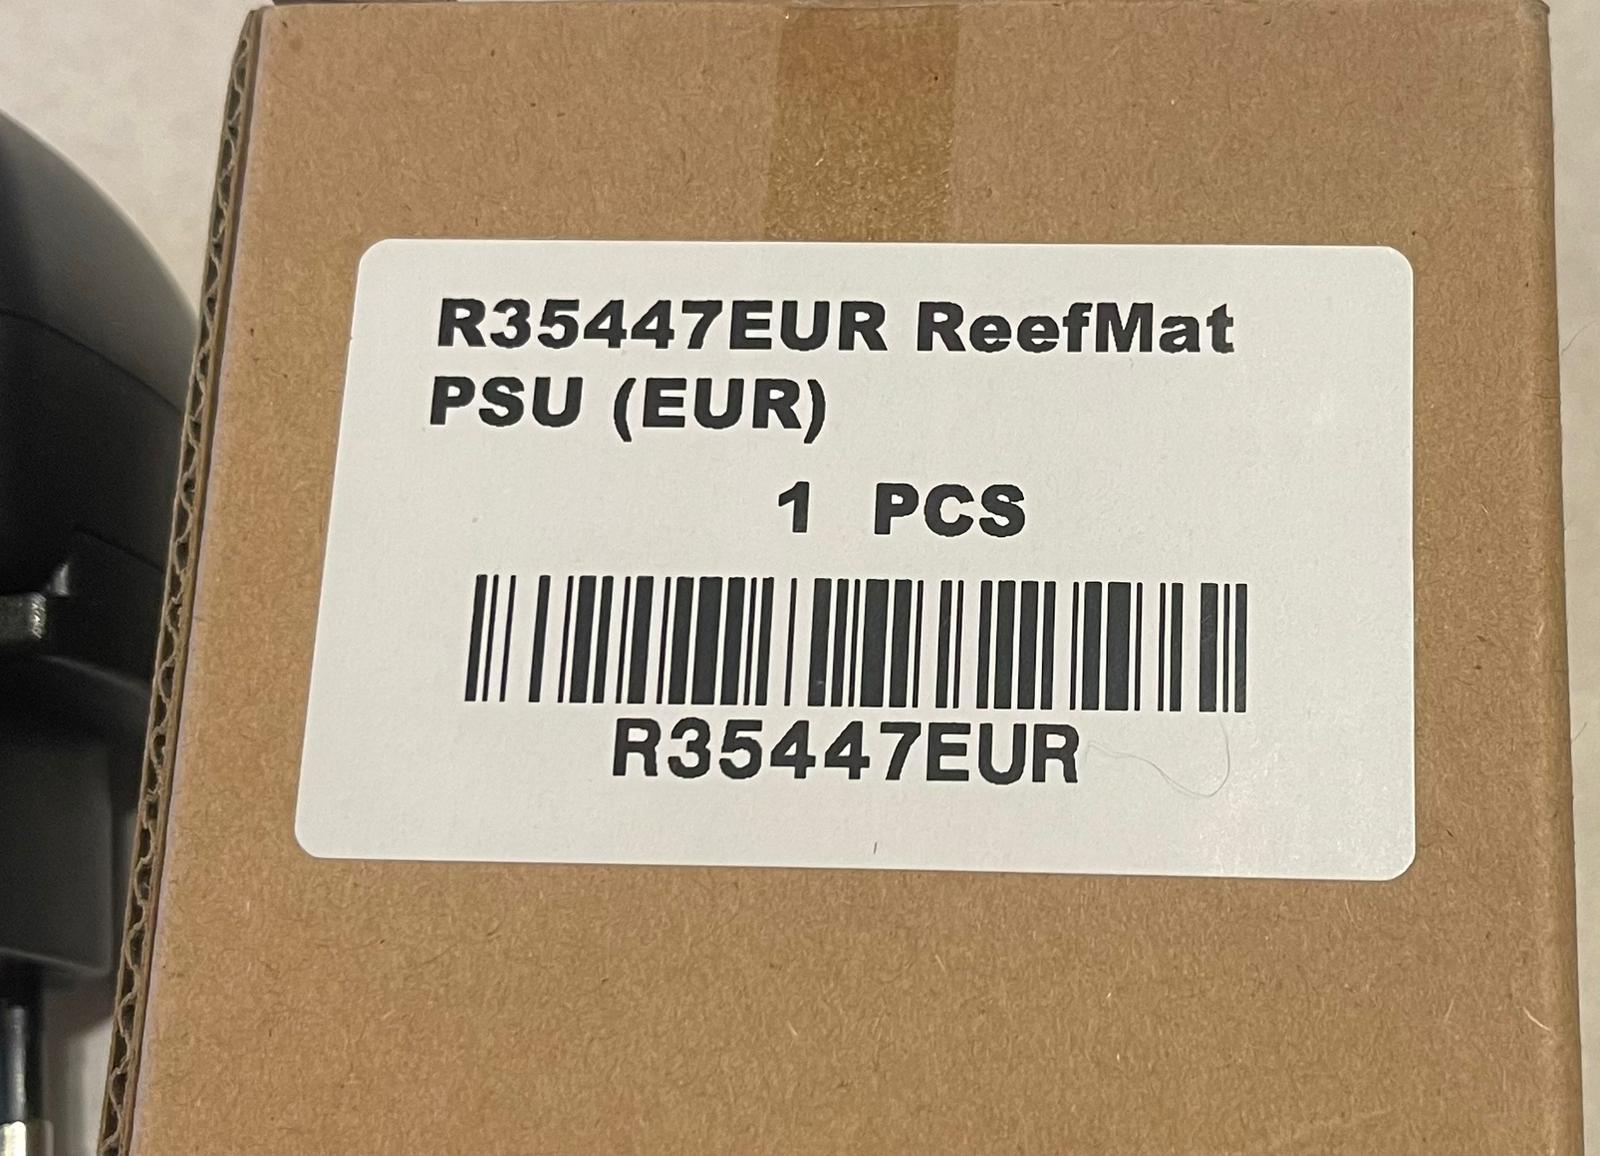 R35447EUR ReefMat
PSU (EUR)
1 PCS
R35447EUR